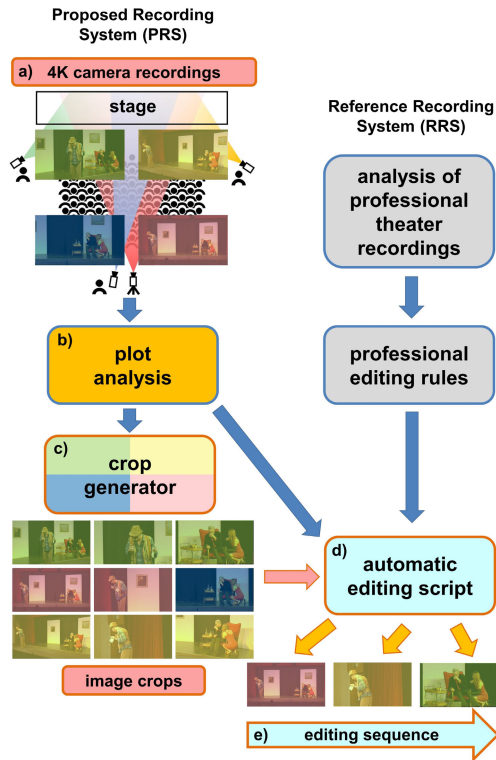 Proposed Recording
System (PRS)
a) 4K camera recordings
stage
Reference Recording
System (RRS)
analysis of
professional
theater
recordings
b)
plot
analysis
professional
editing rules
c)
crop
generator
d)
automatic
editing script
image crops
e) editing sequence